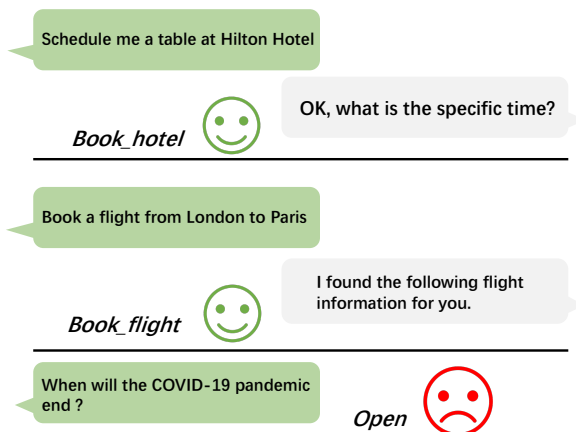 Schedule me a table at Hilton Hotel
OK, what is the specific time?
Book_hotel
Book a flight from London to Paris
I found the following flight
information for you.
Book_flight
When will the COVID-19 pandemic
end ?
Open